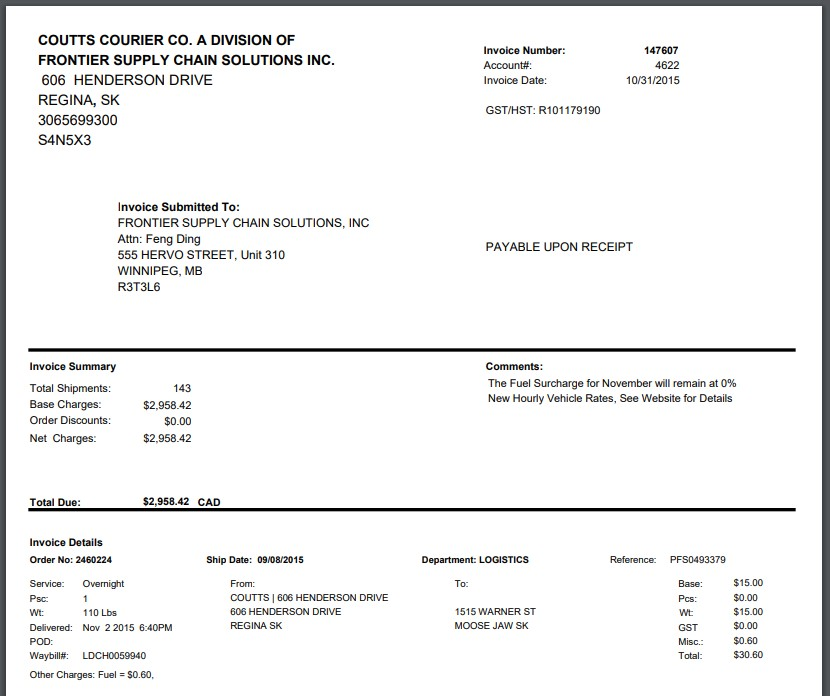 COUTTS COURIER CO. A DIVISION OF
FRONTIER SUPPLY CHAIN SOLUTIONS INC.
606 HENDERSON DRIVE
REGINA, SK
3065699300
S4N5X3
Invoice Number: 147607
Account#: 4622
Invoice Date: 10/31/2015
GST/HST: R101179190
Invoice Submitted To:
FRONTIER SUPPLY CHAIN SOLUTIONS, INC
Attn: Feng Ding
555 HERVO STREET, Unit 310
WINNIPEG, MB
R3T3L6
PAYABLE UPON RECEIPT
Invoice Summary
Total Shipments: 143
Base Charges: $2,958.42
Order Discounts: $0.00
Net Charges: $2,958.42
Comments:
The Fuel Surcharge for November will remain at 0%
New Hourly Vehicle Rates, See Website for Details
Total Due: $2,958.42 CAD
Invoice Details
Order No: 2460224 Ship Date: 09/08/2015 Department: LOGISTICS Reference: PFS0493379
Service: Overnight From: To: Base: $15.00
Psc: 1 COUTTS | 606 HENDERSON DRIVE Pcs: $0.00
Wt: 110 Lbs 606 HENDERSON DRIVE 1515 WARNER ST Wt: $15.00
Delivered: Nov 2 2015 6:40PM REGINA SK MOOSE JAW SK GST $0.00
POD: Misc.: $0.60
Waybill#: LDCH0059940 Total: $30.60
Other Charges: Fuel = $0.60,